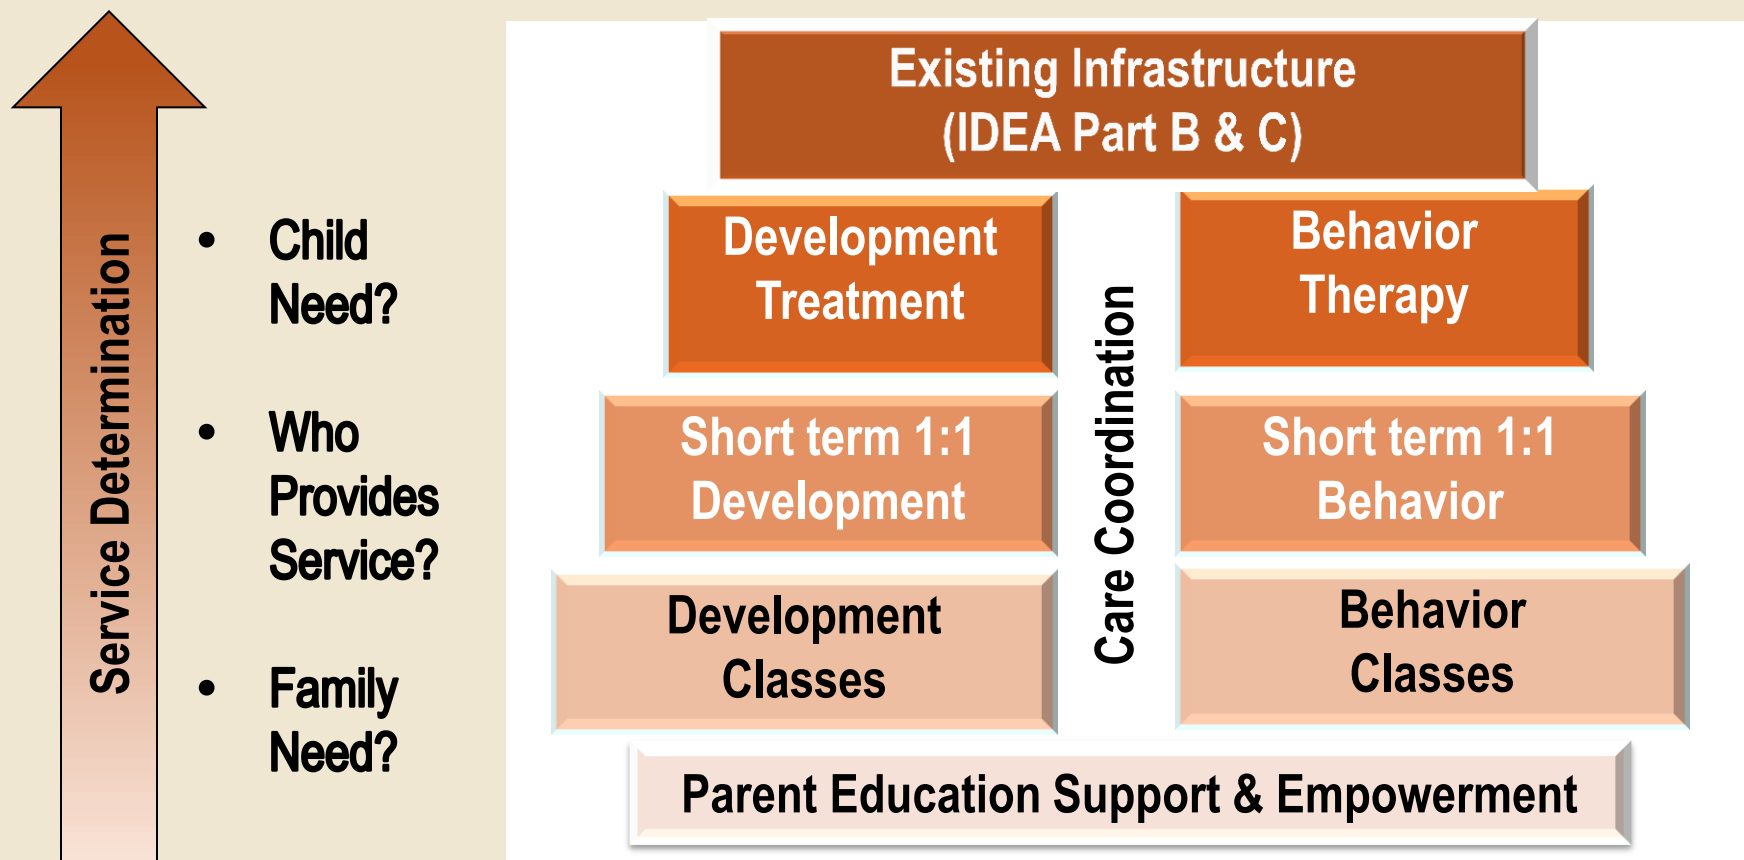 Service Determination
• Child
Need?
• Who
Provides
Service?
• Family
Need?
Existing Infrastructure
(IDEA Part B & C)
Development
Treatment
Behavior
Therapy
Care Coordination
Short term 1:1
Development
Short term 1:1
Behavior
Development
Classes
Behavior
Classes
Parent Education Support & Empowerment